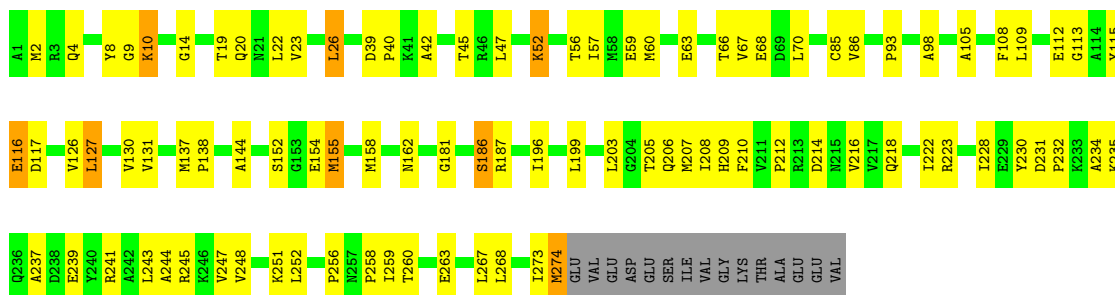 A1 M2 R3 Q4 Y8 G9 K10 G14 T19 Q20 N21 L22 V23 L26 D39 P40 K41 A42 T45 R46 L47 K52 T56 I57 M58 E59 M60 E63 T66 V67 E68 D69 L70 C85 V86 P93 A98 A105 F108 L109 E112 G113 A114
E116 D117 V126 L127 V130 V131 M137 P138 A144 S152 G153 E154 M155 M158 N162 G181 S186 R187 I196 L199 L203 G204 T205 Q206 M207 I208 H209 F210 V211 P212 R213 D214 N215 V216 V217 Q218 I222 R223 I228 E229 Y230 D231 P232 K233 A234
Q236 A237 D238 E239 Y240 R241 A242 L243 A244 R245 K246 V247 V248 K251 L252 P256 N257 P258 I259 T260 E263 L267 L268 I273 M274 GLU VAL GLU ASP GLU SER ILE VAL GLY LYS THR ALA GLU GLU VAL